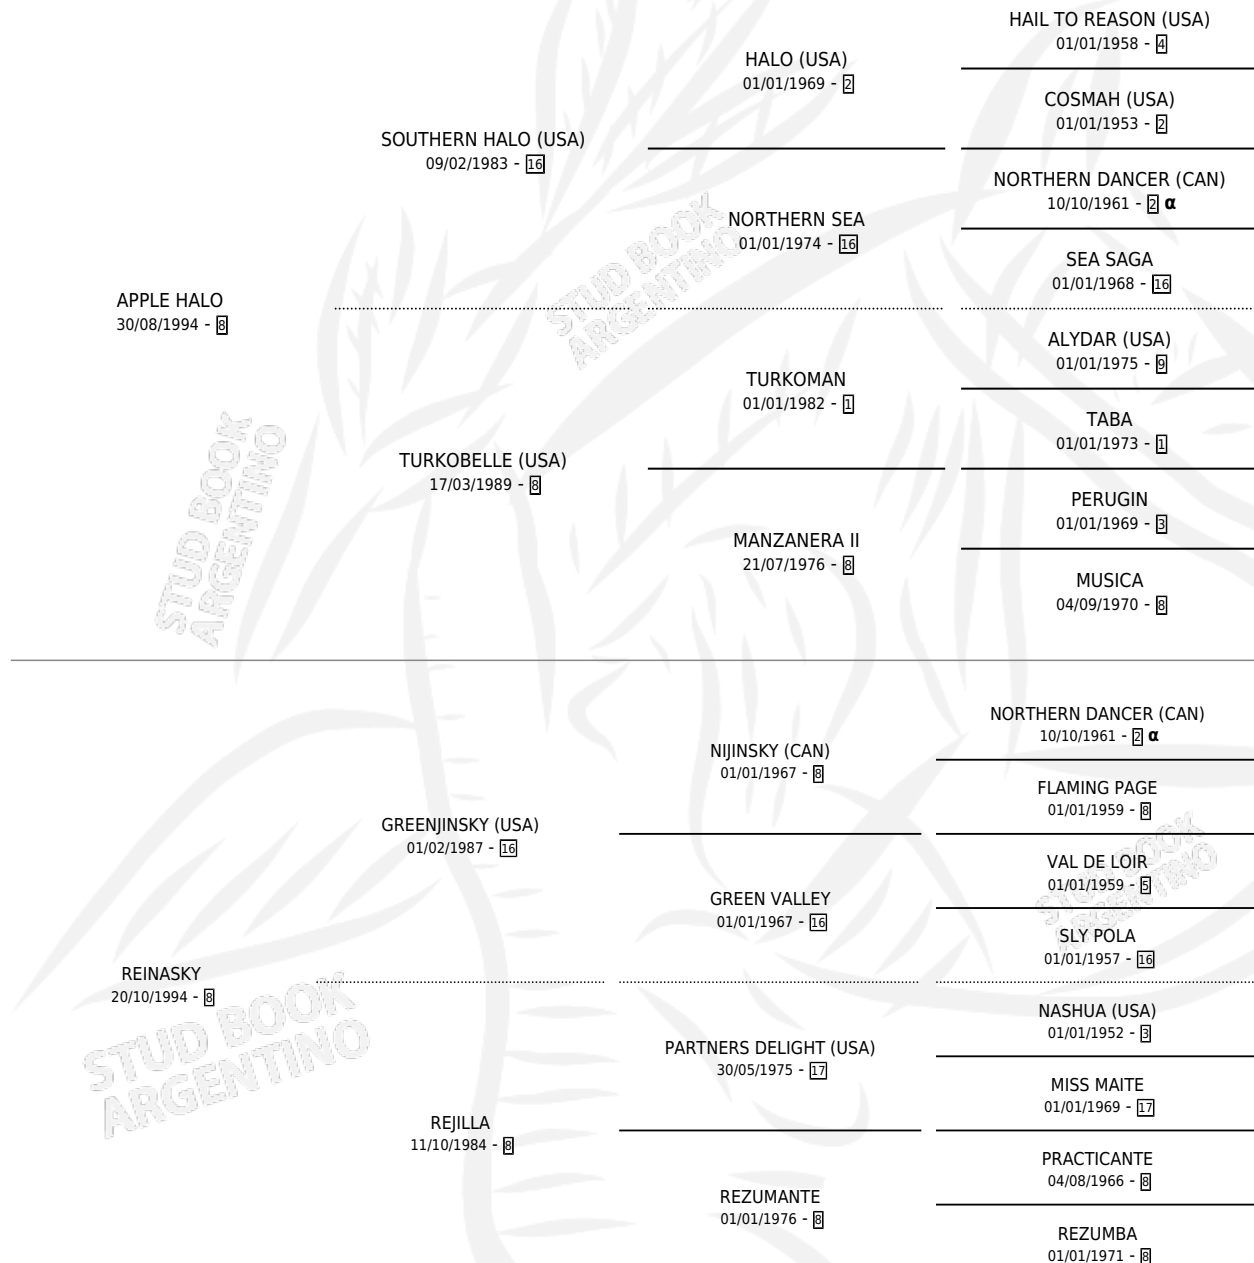 HAIL TO REASON (USA)
01/01/1958 - 4
HALO (USA)
01/01/1969 - 2
COSMAH (USA)
01/01/1953 - 2
SOUTHERN HALO (USA)
09/02/1983 - 16
NORTHERN DANCER (CAN)
10/10/1961 - 2 α
NORTHERN SEA
01/01/1974 - 16
SEA SAGA
01/01/1968 - 16
APPLE HALO
30/08/1994 - 8
ALYDAR (USA)
01/01/1975 - 9
TURKOMAN
01/01/1982 - 1
TABA
01/01/1973 - 1
TURKOBELLE (USA)
17/03/1989 - 8
PERUGIN
01/01/1969 - 3
MANZANERA II
21/07/1976 - 8
MUSICA
04/09/1970 - 8
STUD BOOK
ARGENTINO
STUD BOOK
ARGENTINO
NORTHERN DANCER (CAN)
10/10/1961 - 2 α
NIJINSKY (CAN)
01/01/1967 - 8
FLAMING PAGE
01/01/1959 - 8
GREENJINSKY (USA)
01/02/1987 - 16
VAL DE LOIR
01/01/1959 - 5
GREEN VALLEY
01/01/1967 - 16
SLY POLA
01/01/1957 - 16
REINASKY
20/10/1994 - 8
NASHUA (USA)
01/01/1952 - 3
PARTNERS DELIGHT (USA)
30/05/1975 - 17
MISS MAITE
01/01/1969 - 17
REJILLA
11/10/1984 - 8
PRACTICANTE
04/08/1966 - 8
REZUMANTE
01/01/1976 - 8
REZUMBA
01/01/1971 - 8
STUD BOOK
ARGENTINO
STUD BOOK
ARGENTINO